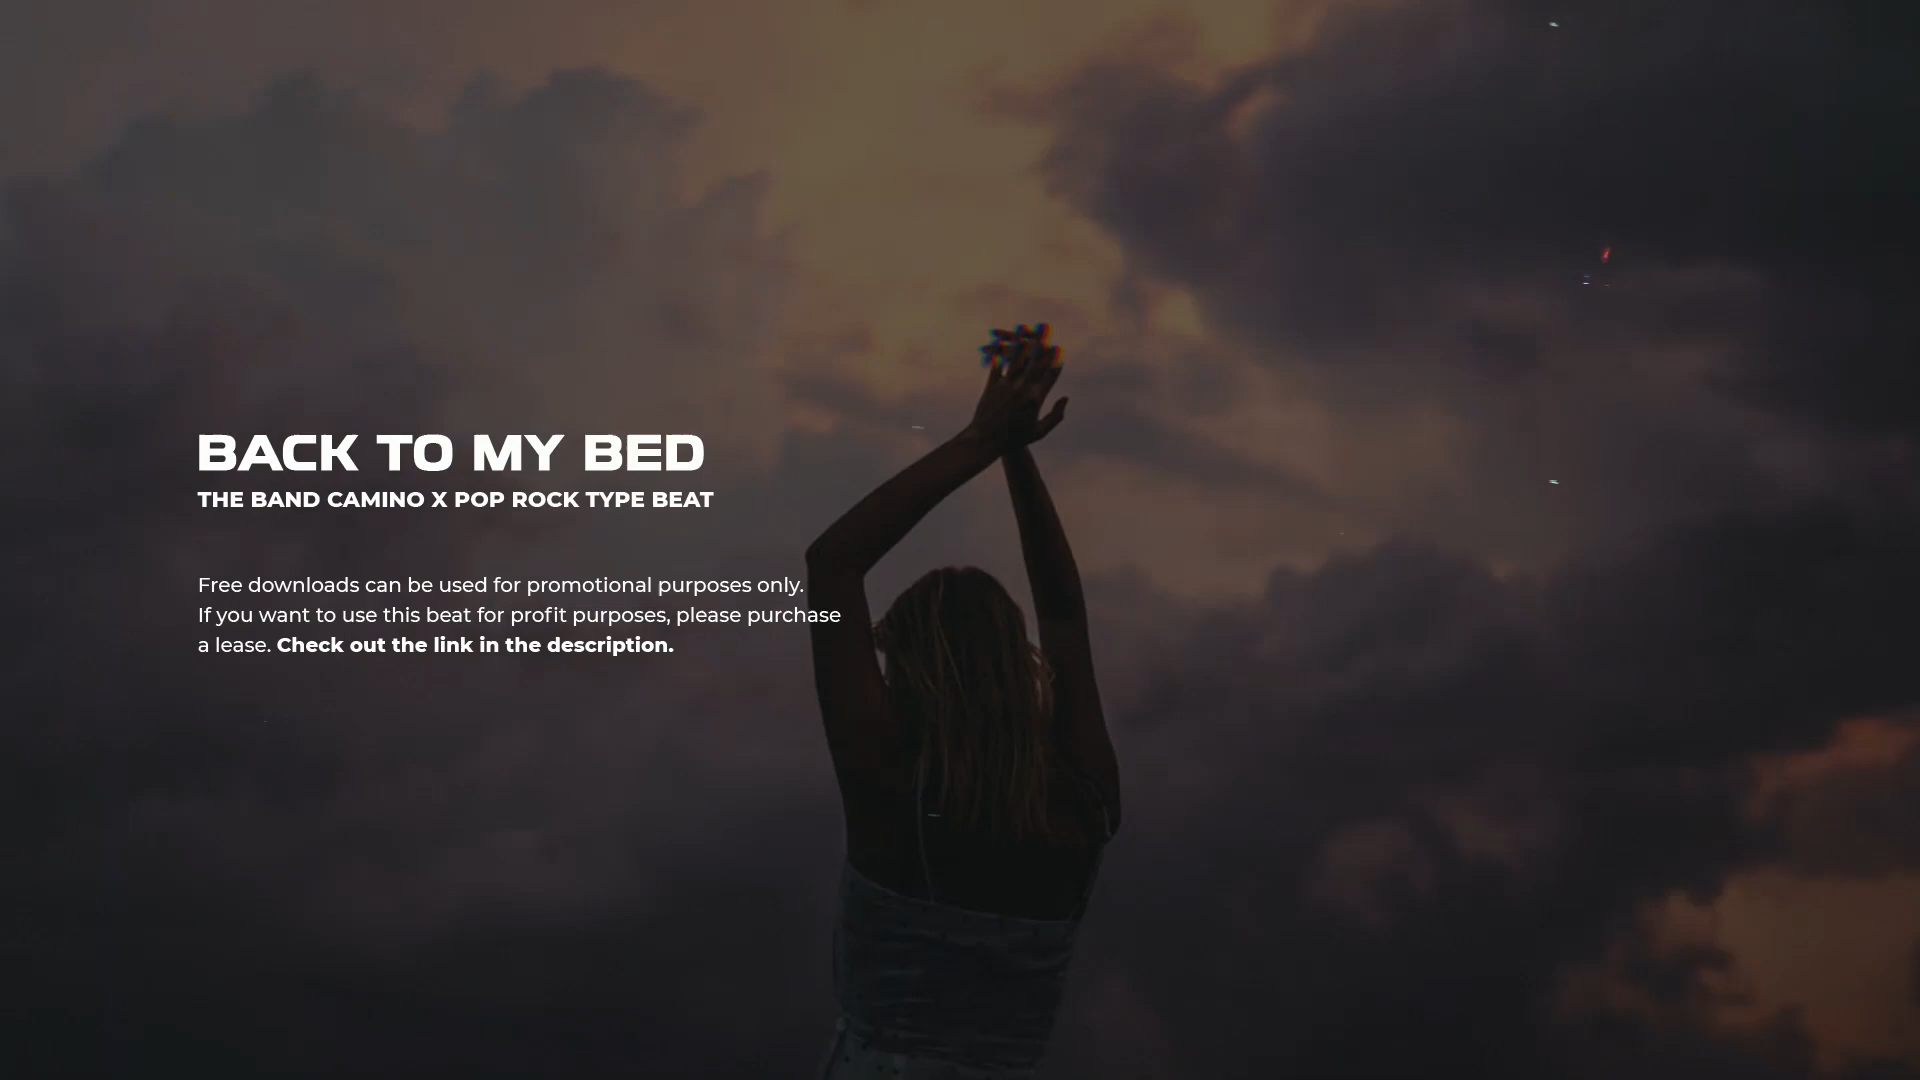 BACK TO MY BED
THE BAND CAMINO X POP ROCK TYPE BEAT
Free downloads can be used for promotional purposes only.
If you want to use this beat for profit purposes, please purchase
a lease. Check out the link in the description.